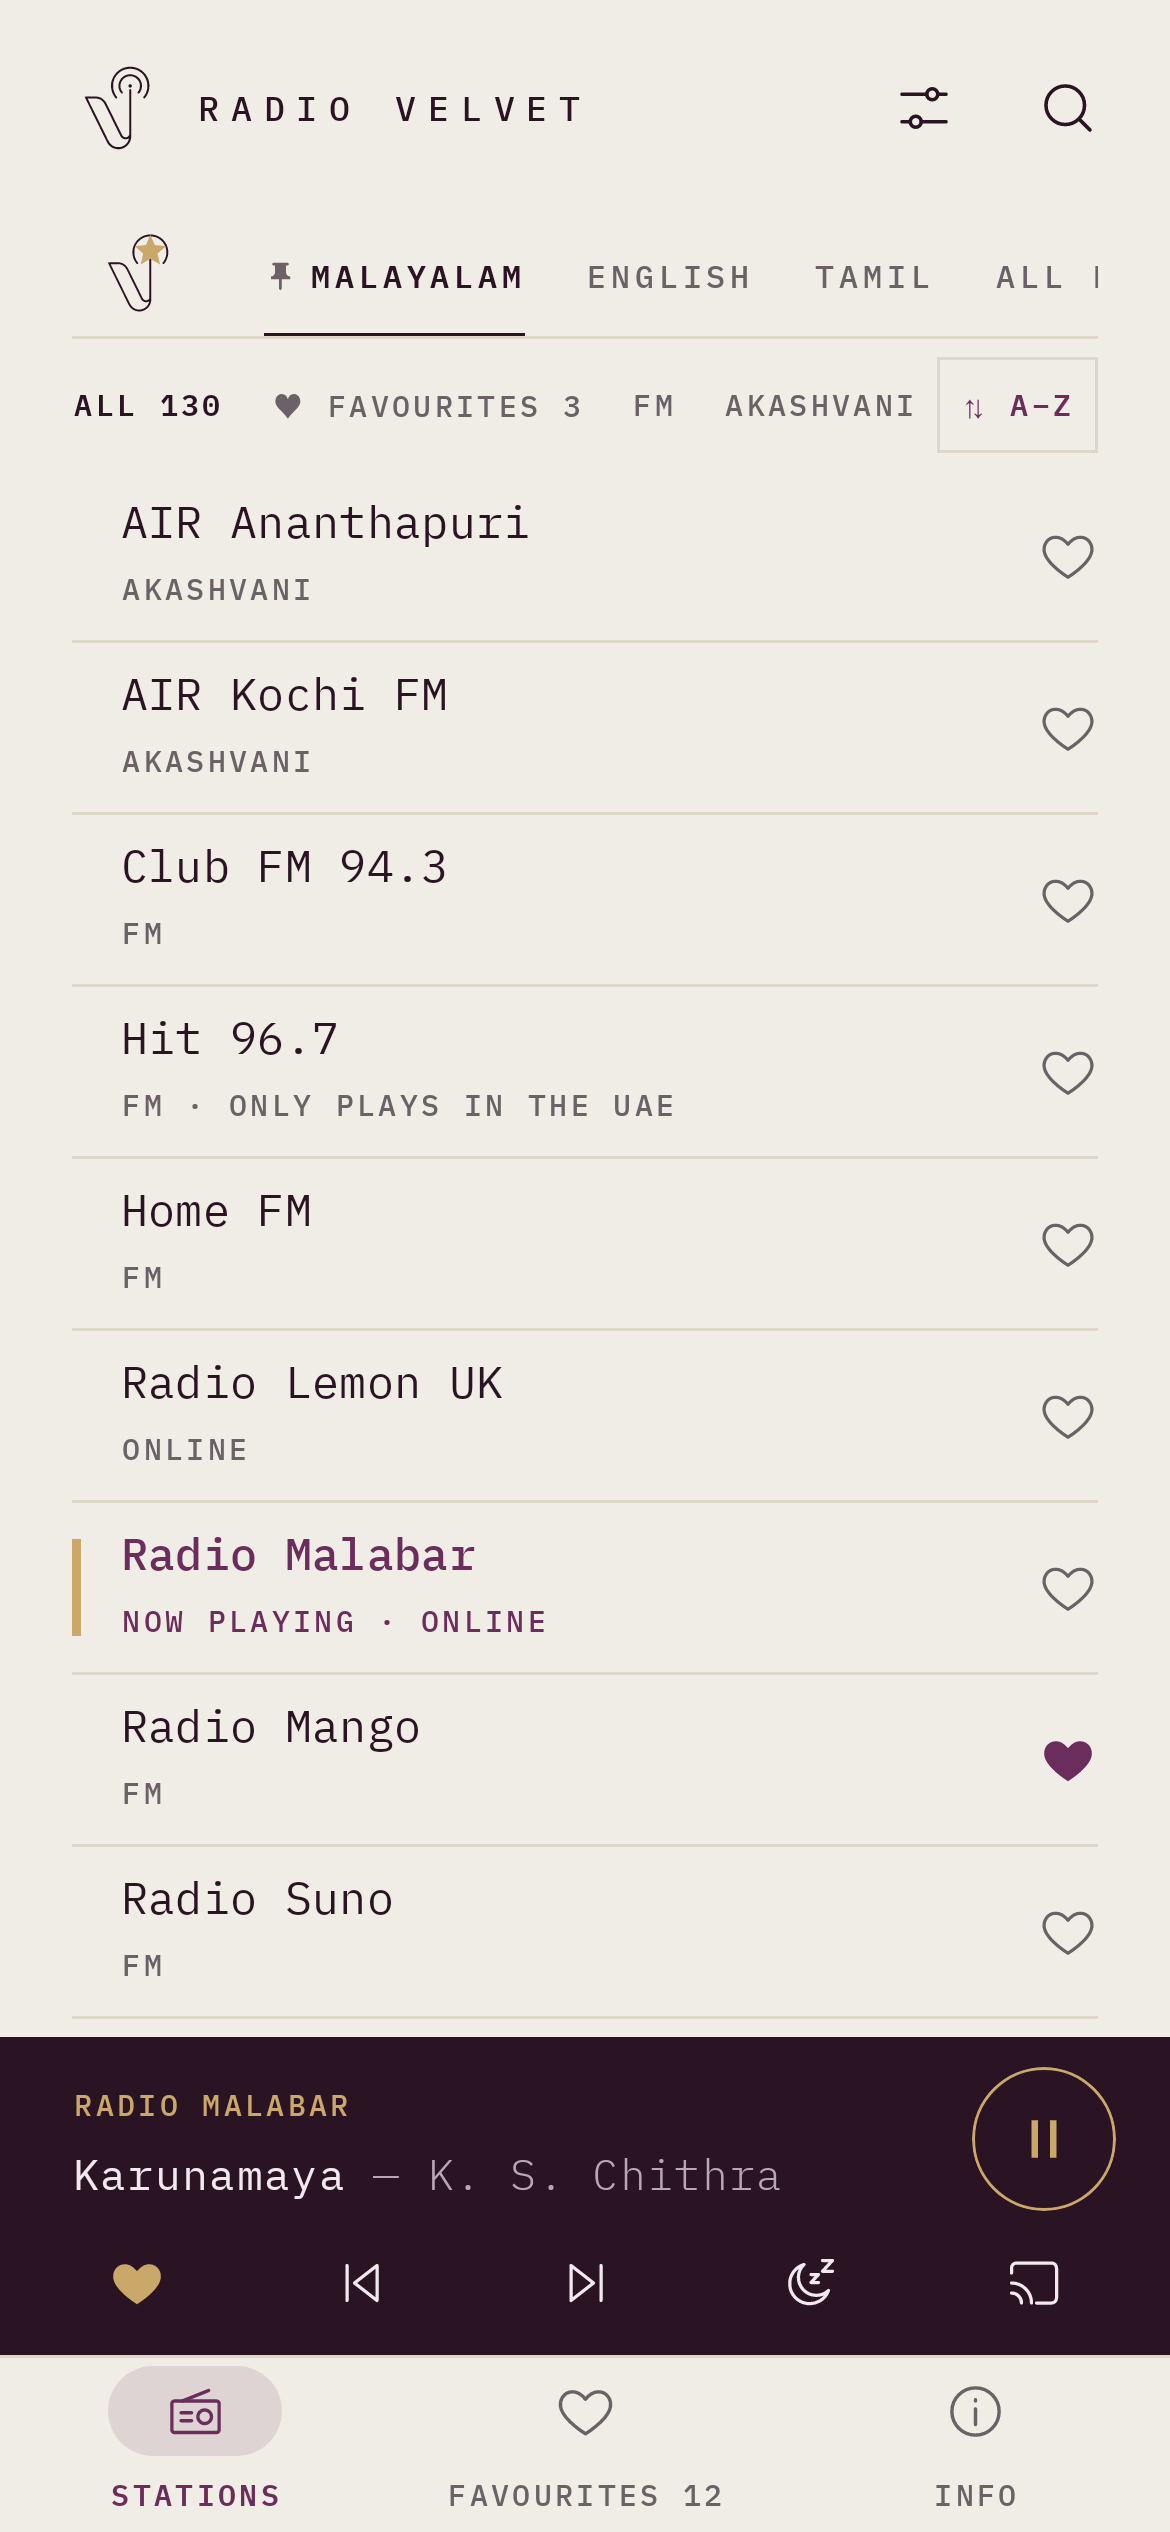 RADIO VELVET
MALAYALAM ENGLISH TAMIL ALL
ALL 130 ♥ FAVOURITES 3 FM AKASHVANI ↑↓ A–Z
AIR Ananthapuri
AKASHVANI
AIR Kochi FM
AKASHVANI
Club FM 94.3
FM
Hit 96.7
FM · ONLY PLAYS IN THE UAE
Home FM
FM
Radio Lemon UK
ONLINE
Radio Malabar
NOW PLAYING · ONLINE
Radio Mango
FM
Radio Suno
FM
RADIO MALABAR
Karunamaya — K. S. Chithra
STATIONS FAVOURITES 12 INFO